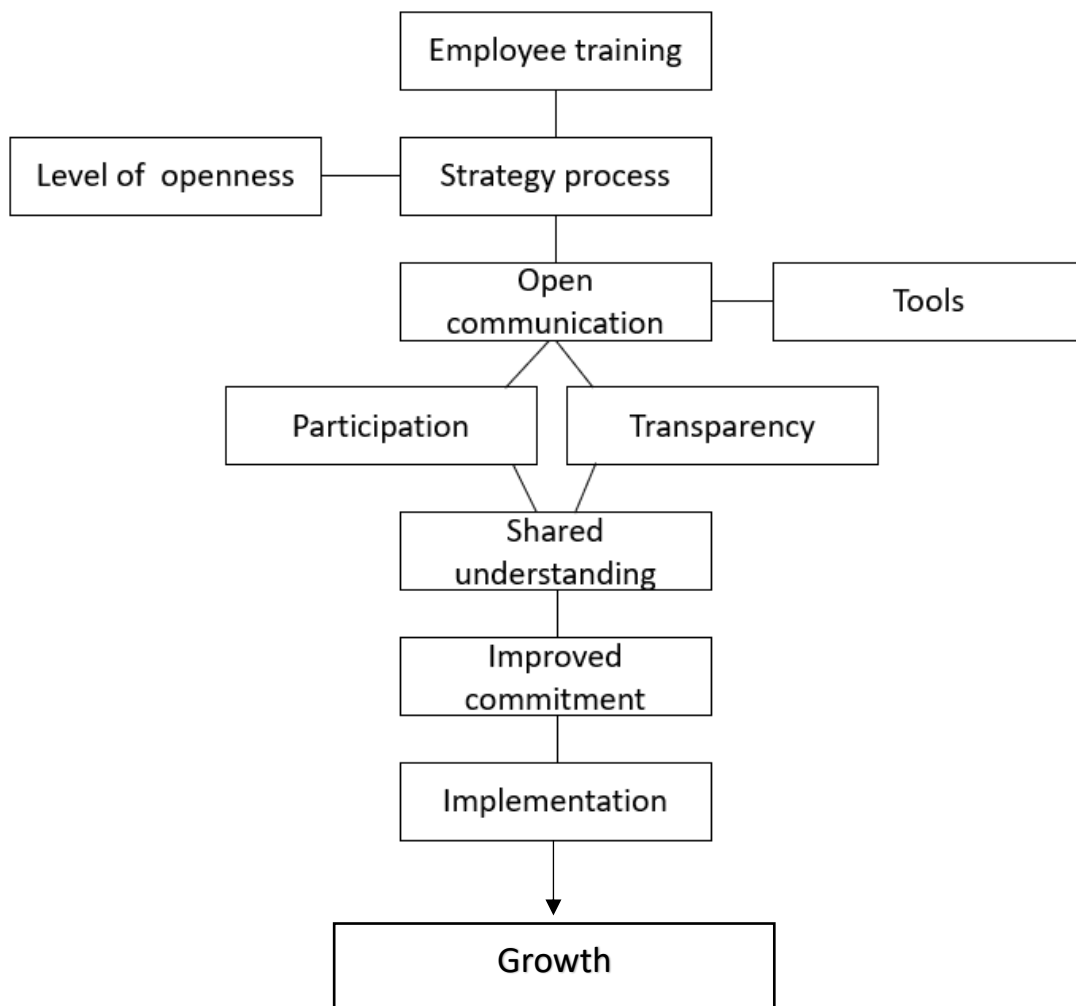 Employee training
Level of  openness
Strategy process
Open
communication
Tools
Participation
Transparency
Shared
understanding
Improved
commitment
Implementation
Growth